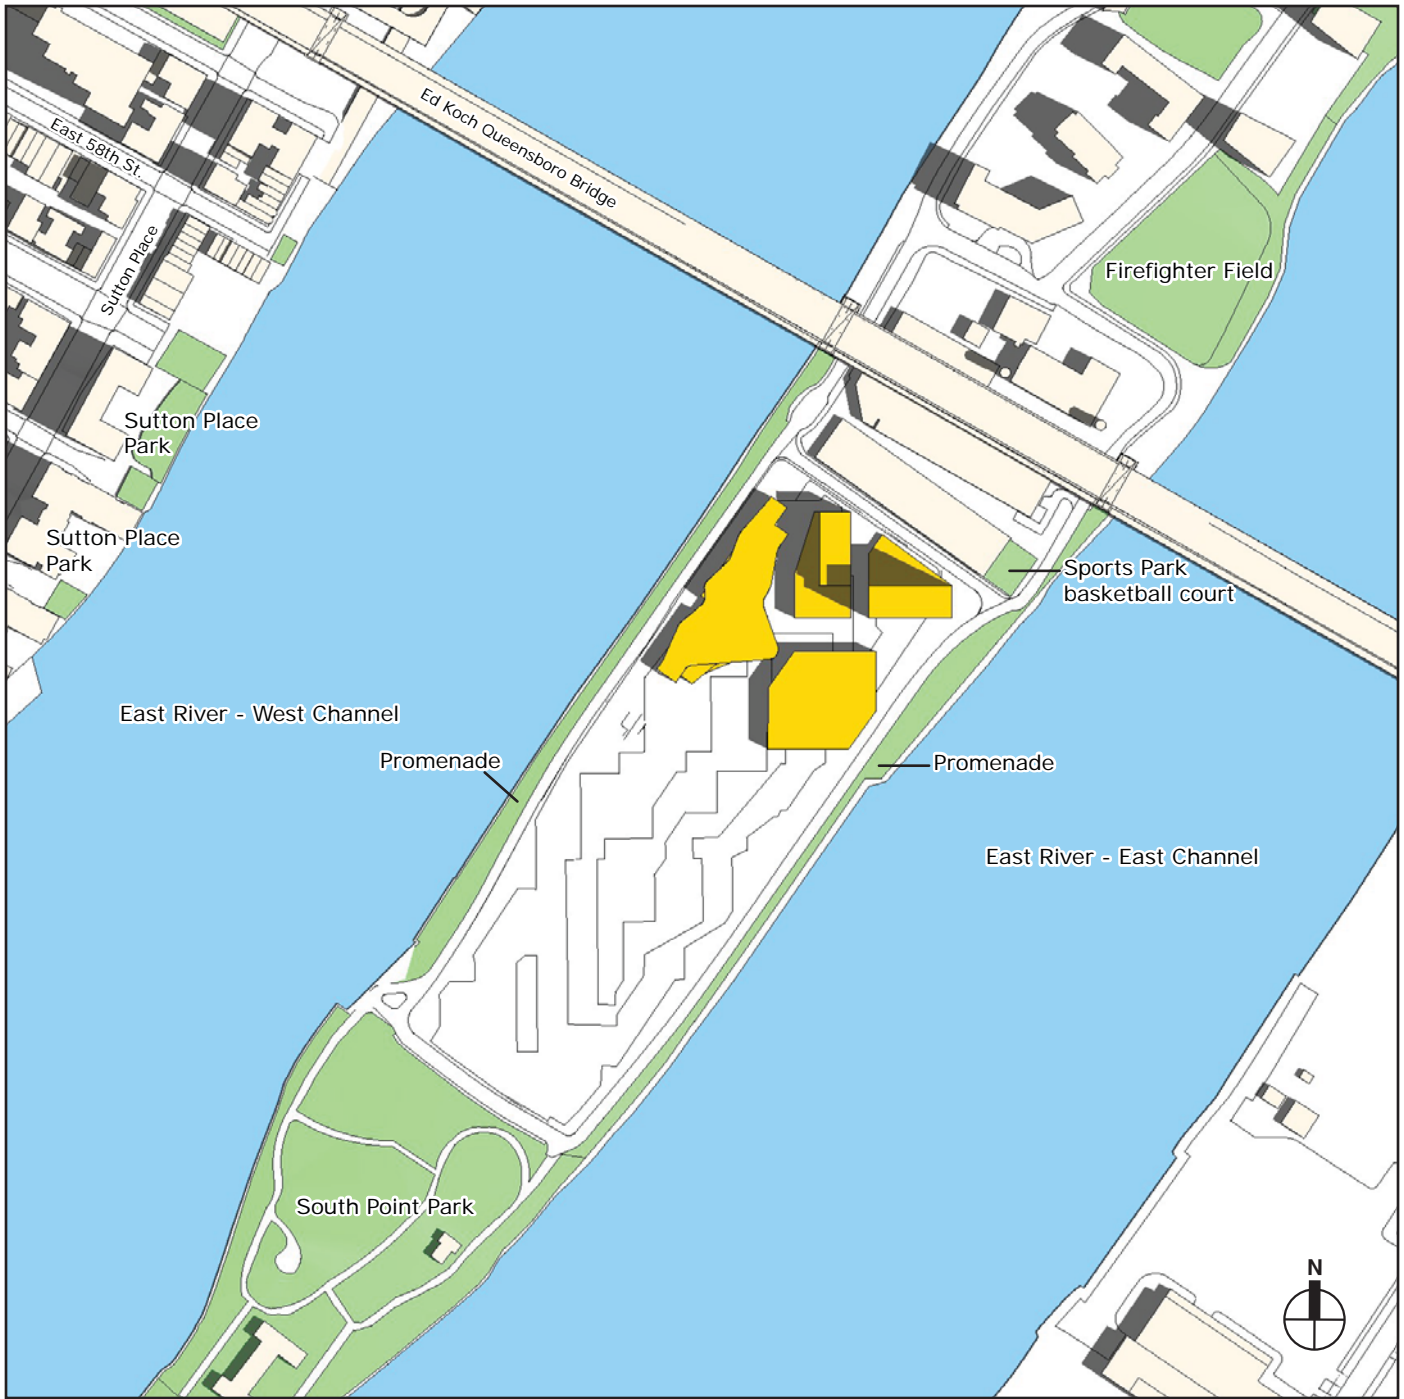 Ed Koch Queensboro Bridge
East 58th St.
Sutton Place
Firefighter Field
Sutton Place
Park
Sutton Place
Park
Sports Park
basketball court
East River - West Channel
Promenade
Promenade
East River - East Channel
South Point Park
N